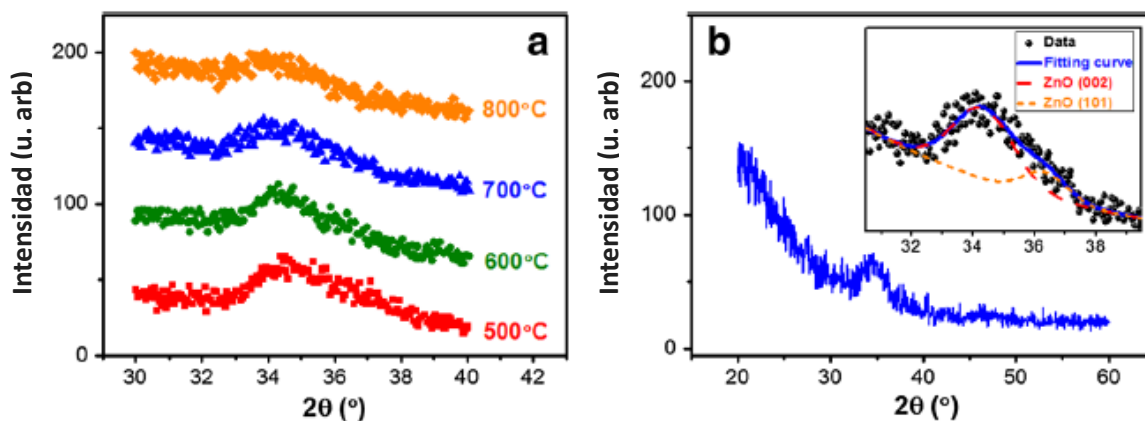 a
Intensidad (u. arb)
200
100
0
800°C
700°C
600°C
500°C
30 32 34 36 38 40 42
2θ (°)
b
Intensidad (u. arb)
200
100
0
20 30 40 50 60
2θ (°)
Data
Fitting curve
ZnO (002)
ZnO (101)
32 34 36 38